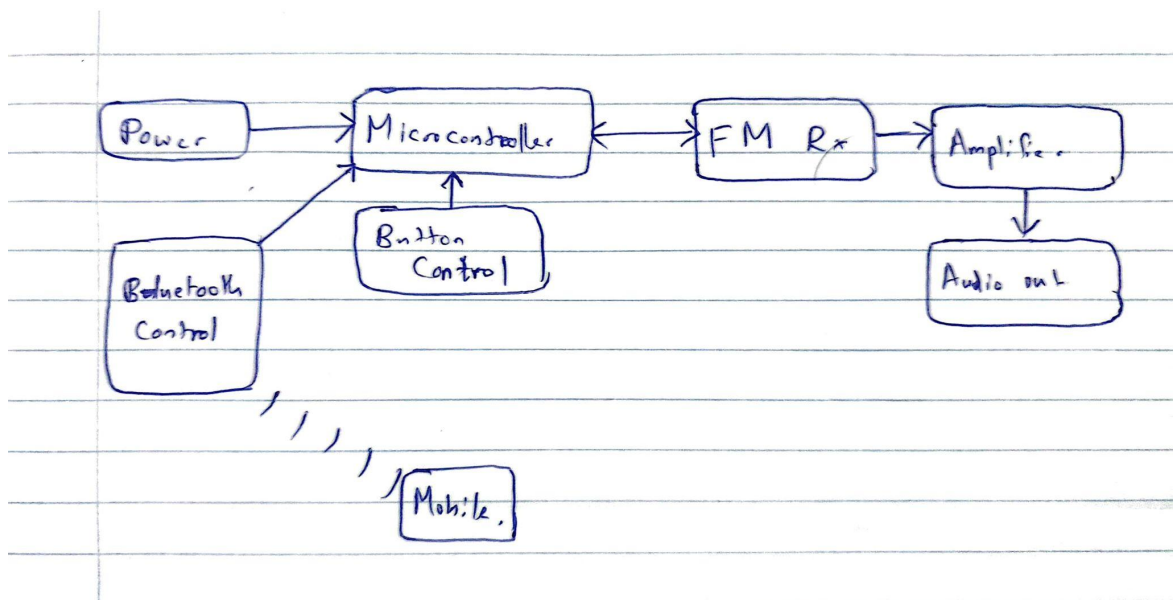 Power
Microcontroller
FM Rx
Amplifier
Button
Control
Audio out
Bluetooth
Control
Mobile.